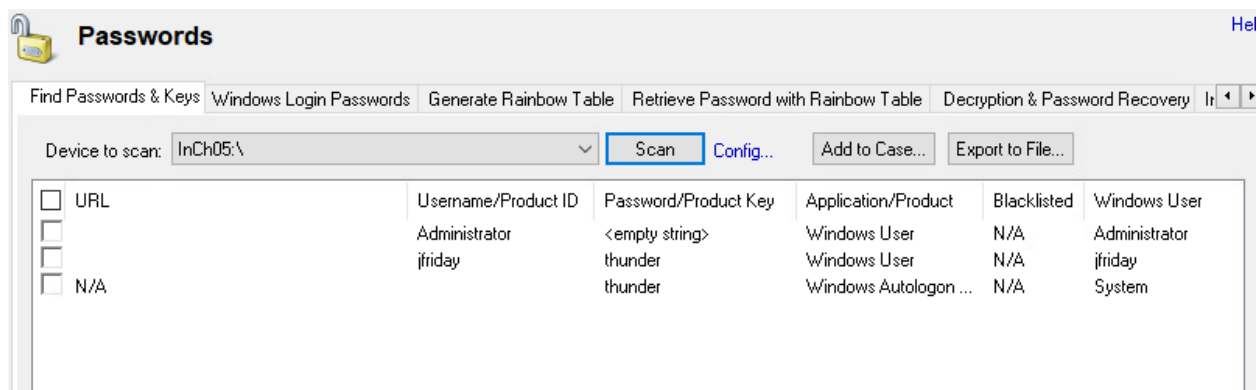 Passwords
Hel
Find Passwords & Keys Windows Login Passwords Generate Rainbow Table Retrieve Password with Rainbow Table Decryption & Password Recovery
Device to scan: InCh05:\ Scan Config... Add to Case... Export to File...
URL Username/Product ID Password/Product Key Application/Product Blacklisted Windows User
Administrator <empty string> Windows User N/A Administrator
jfriday thunder Windows User N/A jfriday
N/A thunder Windows Autologon ... N/A System